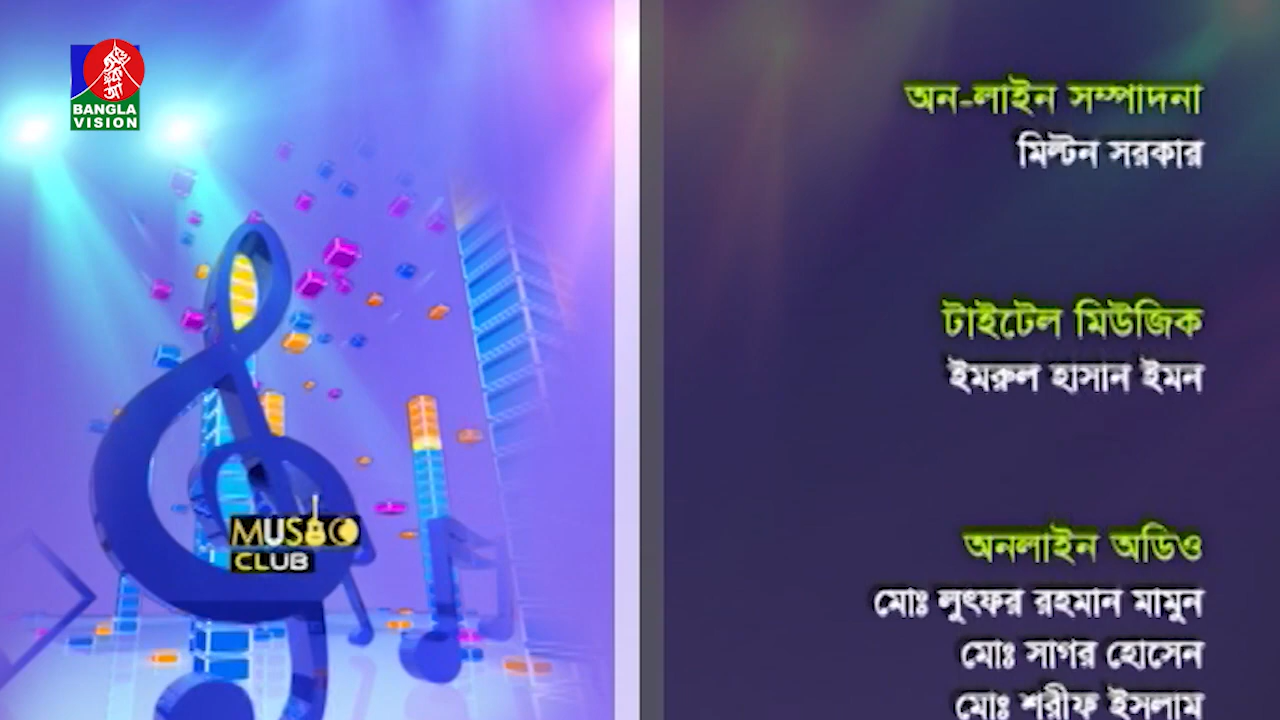 BANGLA
VISION
MUSIC
CLUB
অন-লাইন সম্পাদনা
মিল্টন সরকার
টাইটেল মিউজিক
ইমরুল হাসান ইমন
অনলাইন অডিও
মোঃ লুৎফর রহমান মামুন
মোঃ সাগর হোসেন
মোঃ শরীফ ইসলাম